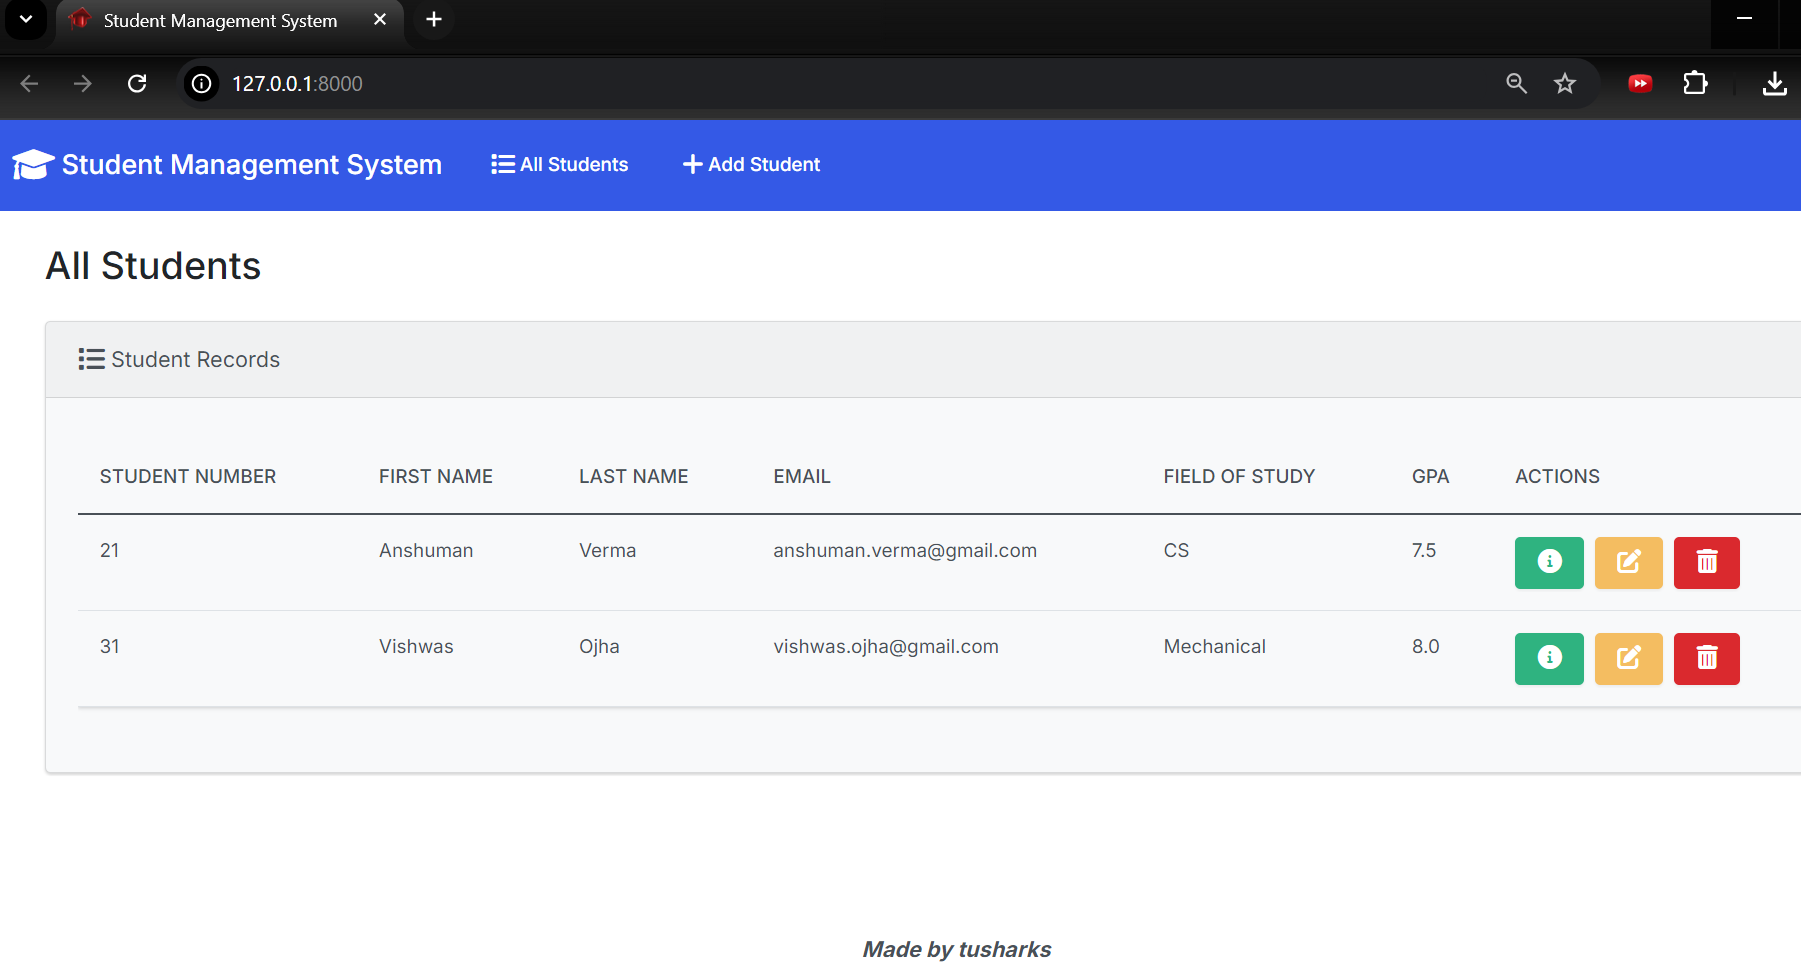 Student Management System
127.0.0.1:8000
Student Management System All Students Add Student
All Students
Student Records
STUDENT NUMBER FIRST NAME LAST NAME EMAIL FIELD OF STUDY GPA ACTIONS
21 Anshuman Verma anshuman.verma@gmail.com CS 7.5
31 Vishwas Ojha vishwas.ojha@gmail.com Mechanical 8.0
Made by tusharks